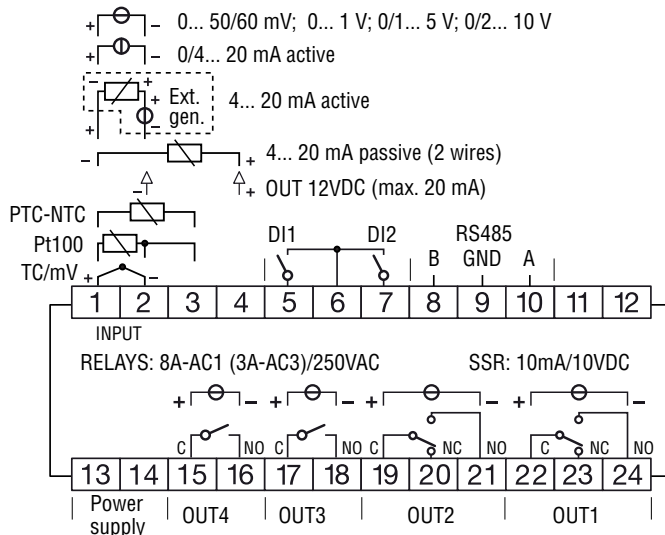 + - 0... 50/60 mV; 0... 1 V; 0/1... 5 V; 0/2... 10 V
+ - 0/4... 20 mA active
- + + - + Ext. gen. 4... 20 mA active
- + 4... 20 mA passive (2 wires)
- + OUT 12VDC (max. 20 mA)
PTC-NTC
Pt100
TC/mV + -
DI1 DI2 RS485
B GND A
1 2 3 4 5 6 7 8 9 10 11 12
INPUT
RELAYS: 8A-AC1 (3A-AC3)/250VAC SSR: 10mA/10VDC
+ - + - + - + -
C NO C NO C NC NO C NC NO
13 14 15 16 17 18 19 20 21 22 23 24
Power supply OUT4 OUT3 OUT2 OUT1